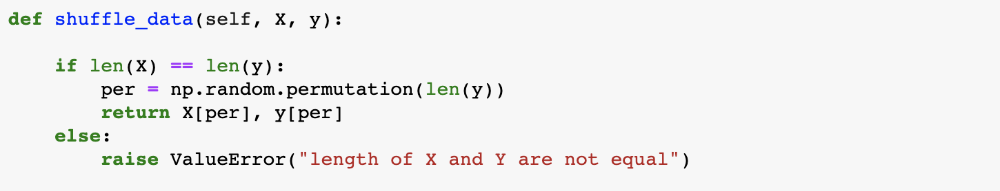 def shuffle_data(self, X, y):
    if len(X) == len(y):
        per = np.random.permutation(len(y))
        return X[per], y[per]
    else:
        raise ValueError("length of X and Y are not equal")